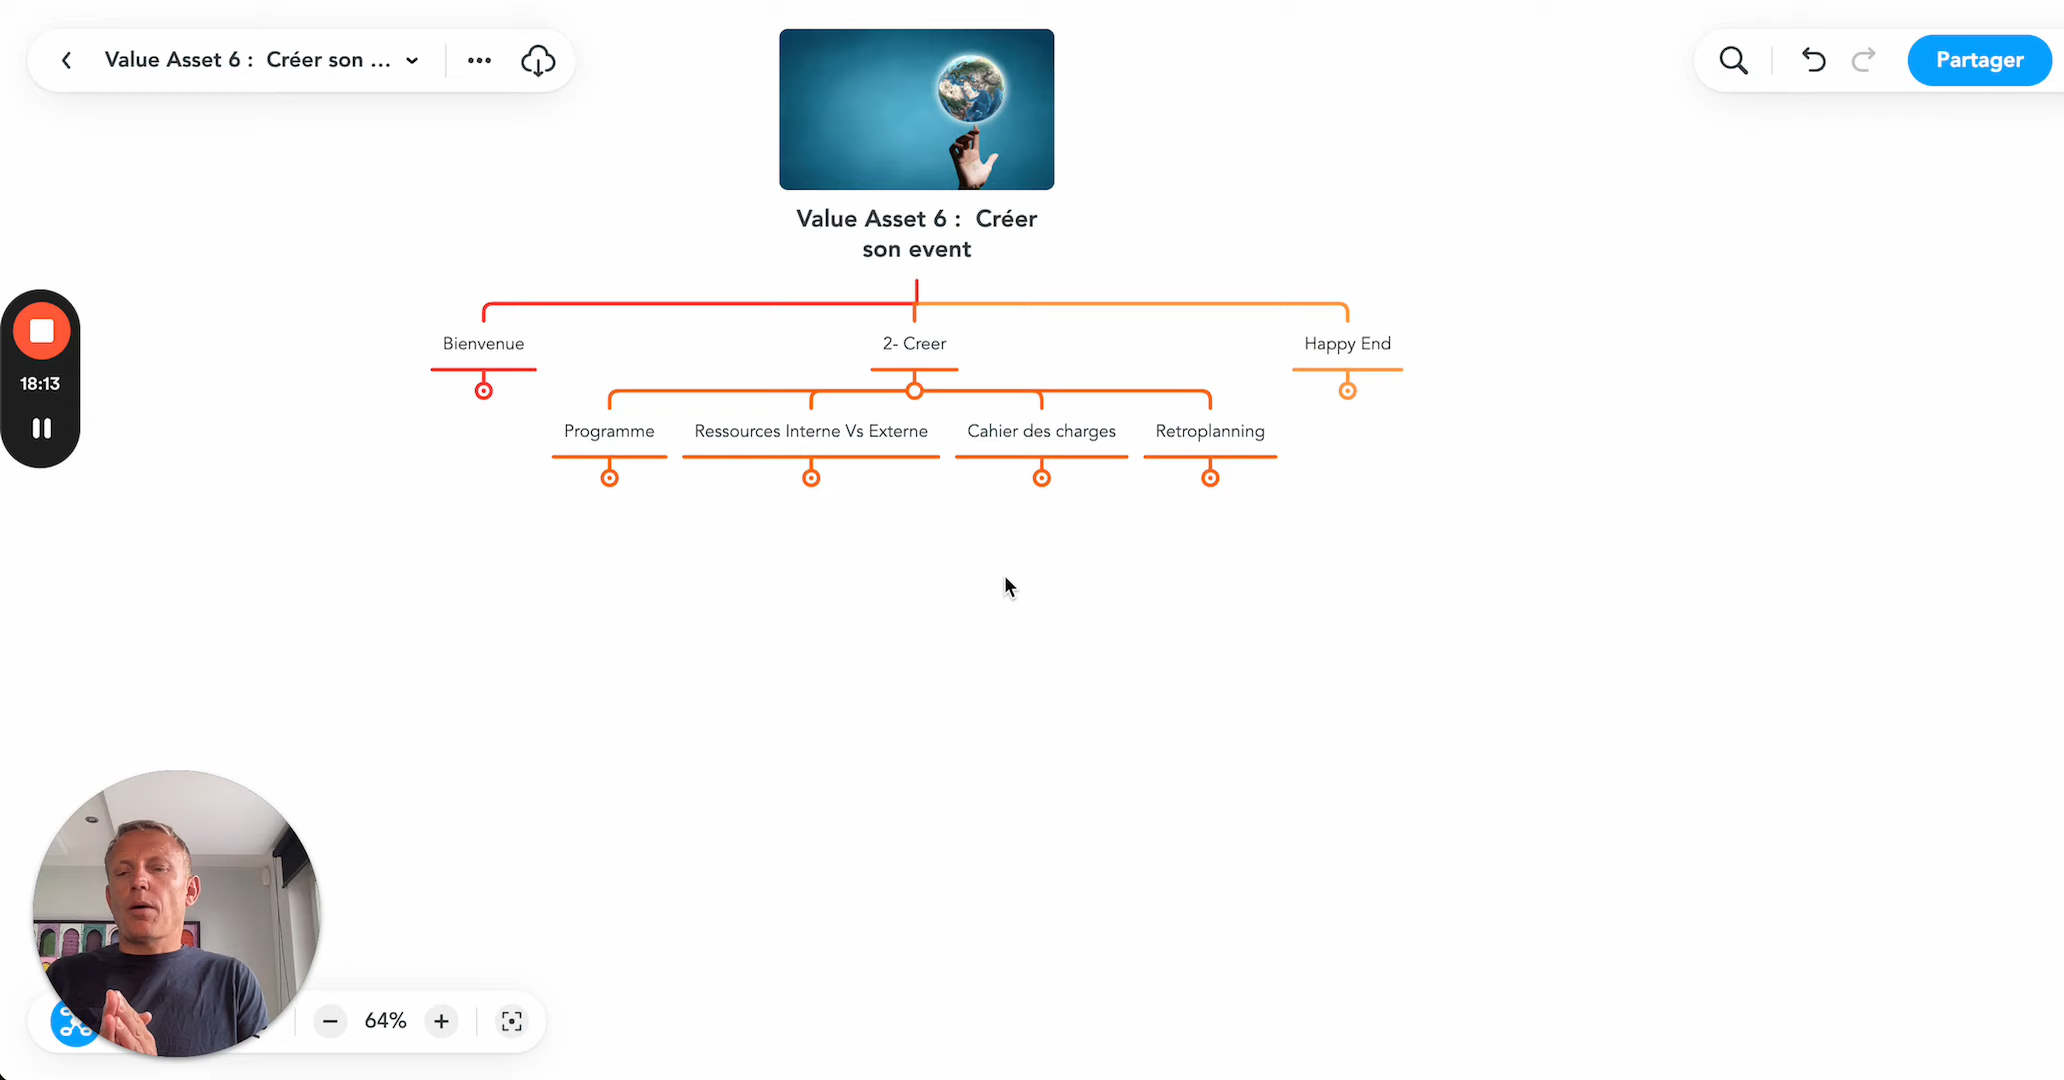 Value Asset 6 :  Créer son ...
Partager
Value Asset 6 :  Créer
son event
Bienvenue
2- Creer
Happy End
18:13
Programme
Ressources Interne Vs Externe
Cahier des charges
Retroplanning
64%